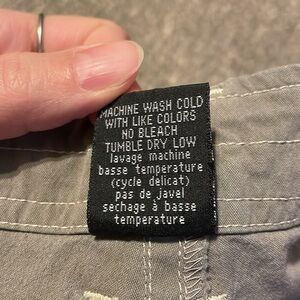 MACHINE WASH COLD
WITH LIKE COLORS
NO BLEACH
TUMBLE DRY LOW
lavage machine
basse temperature
(cycle delicat)
pas de javel
sechage à basse
temperature